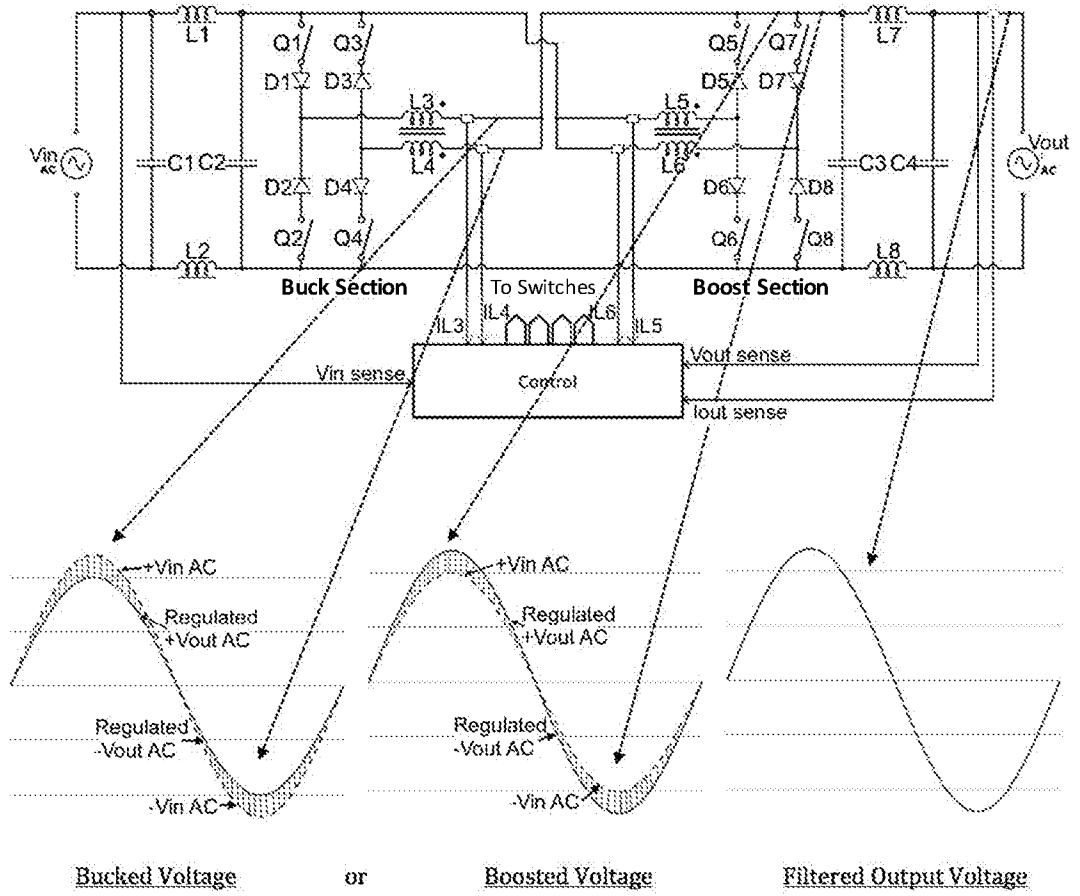 L1
Q1
Q3
Q5
Q7
L7
D1
D3
L3
L5
D5
D7
Vin
AC
C1
C2
L4
L6
C3
C4
Vout
AC
D2
D4
D6
D8
Q2
Q4
Q6
Q8
L2
L8
Buck Section
To Switches
Boost Section
IL3
IL4
IL6
IL5
Vin sense
Control
Vout sense
Iout sense
+Vin AC
Regulated
+Vout AC
Regulated
-Vout AC
-Vin AC
+Vin AC
Regulated
+Vout AC
Regulated
-Vout AC
-Vin AC
Bucked Voltage
or
Boosted Voltage
Filtered Output Voltage